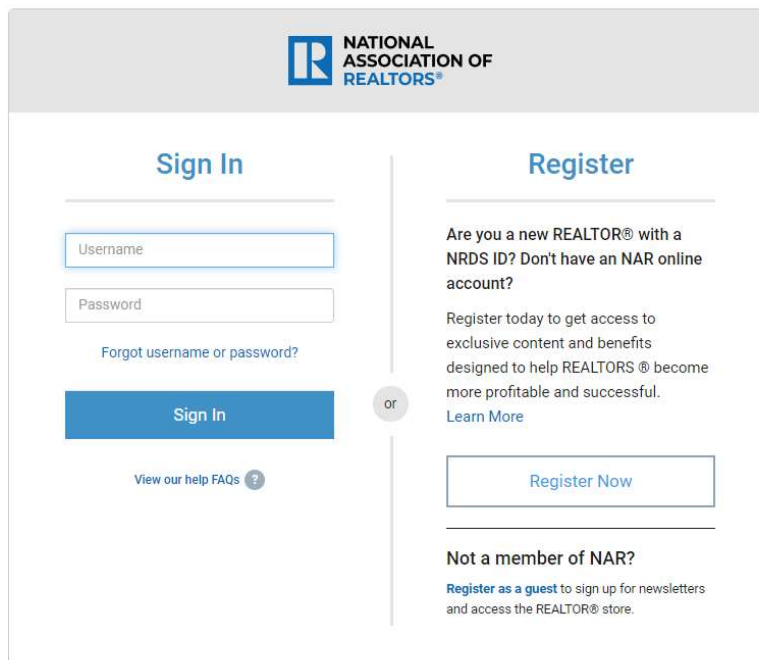 NATIONAL
ASSOCIATION OF
REALTORS®
Sign In
Username
Password
Forgot username or password?
Sign In
View our help FAQs ?
or
Register
Are you a new REALTOR® with a
NRDS ID? Don't have an NAR online
account?
Register today to get access to
exclusive content and benefits
designed to help REALTORS ® become
more profitable and successful.
Learn More
Register Now
Not a member of NAR?
Register as a guest to sign up for newsletters
and access the REALTOR® store.